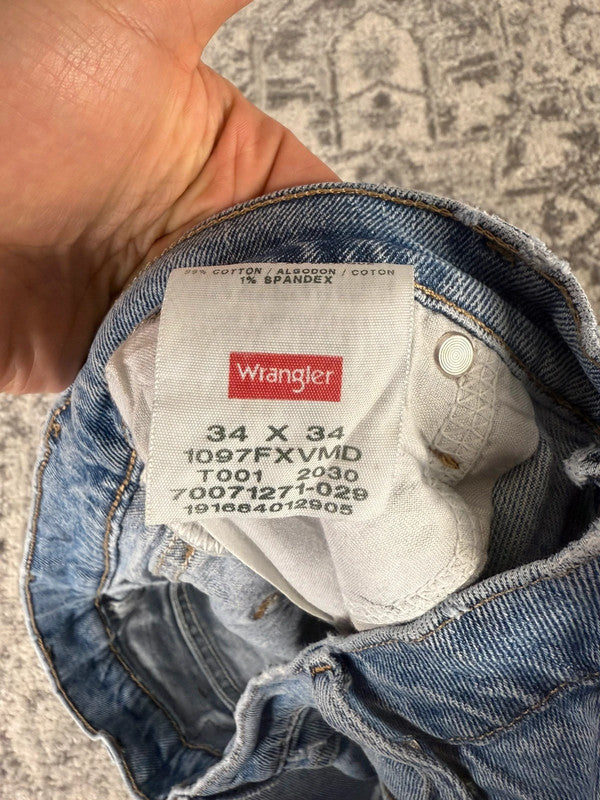 99% COTTON / ALGODON / COTON
1% SPANDEX
Wrangler
34 X 34
1097FXVMD
T001 2030
70071271-029
191684012905